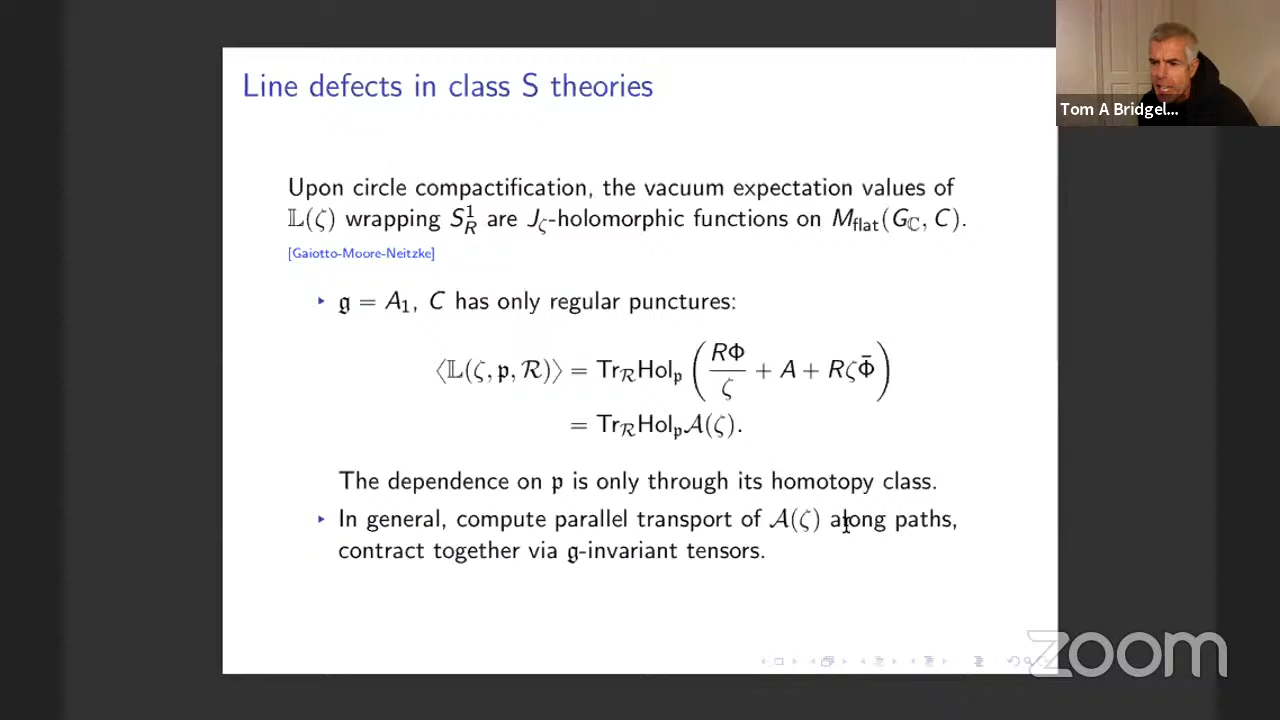 Line defects in class S theories
Tom A Bridgel...
Upon circle compactification, the vacuum expectation values of
𝕃(ζ) wrapping S¹_R are J_ζ-holomorphic functions on M_flat(G_ℂ, C).
[Gaiotto-Moore-Neitzke]
‣ 𝔤 = A₁, C has only regular punctures:
⟨𝕃(ζ, 𝔭, ℛ)⟩ = Tr_ℛ Hol_𝔭 (RΦ/ζ + A + RζΦ̄)
= Tr_ℛ Hol_𝔭 𝒜(ζ).
The dependence on 𝔭 is only through its homotopy class.
‣ In general, compute parallel transport of 𝒜(ζ) along paths,
contract together via 𝔤-invariant tensors.
zoom